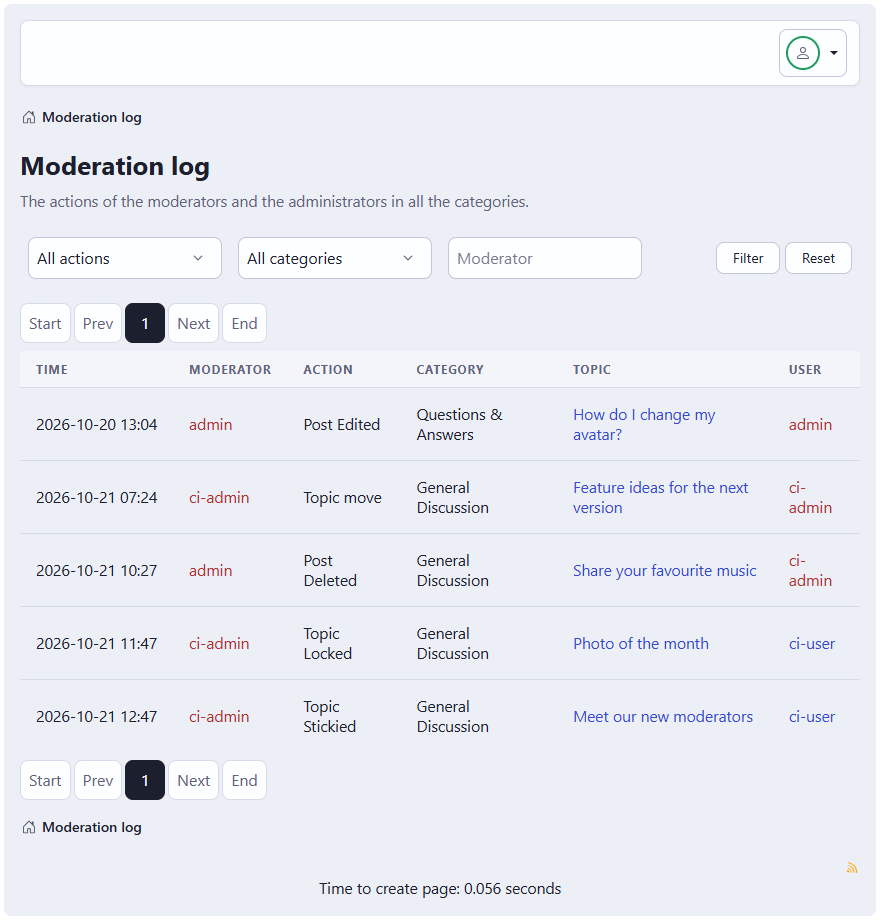 Moderation log
Moderation log
The actions of the moderators and the administrators in all the categories.
All actions All categories Moderator Filter Reset
Start Prev 1 Next End
TIME MODERATOR ACTION CATEGORY TOPIC USER
2026-10-20 13:04 admin Post Edited Questions & Answers How do I change my avatar? admin
2026-10-21 07:24 ci-admin Topic move General Discussion Feature ideas for the next version ci-admin
2026-10-21 10:27 admin Post Deleted General Discussion Share your favourite music ci-admin
2026-10-21 11:47 ci-admin Topic Locked General Discussion Photo of the month ci-user
2026-10-21 12:47 ci-admin Topic Stickied General Discussion Meet our new moderators ci-user
Start Prev 1 Next End
Moderation log
Time to create page: 0.056 seconds